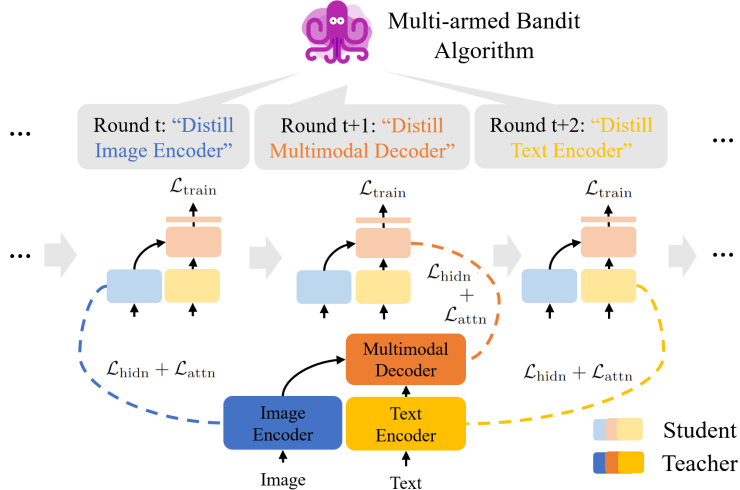 Multi-armed Bandit
Algorithm
...
Round t: “Distill
Image Encoder”
Round t+1: “Distill
Multimodal Decoder”
Round t+2: “Distill
Text Encoder”
...
ℒtrain
ℒtrain
ℒtrain
...
...
ℒhidn
+
ℒattn
ℒhidn + ℒattn
ℒhidn + ℒattn
Multimodal
Decoder
Image
Encoder
Text
Encoder
Image
Text
Student
Teacher